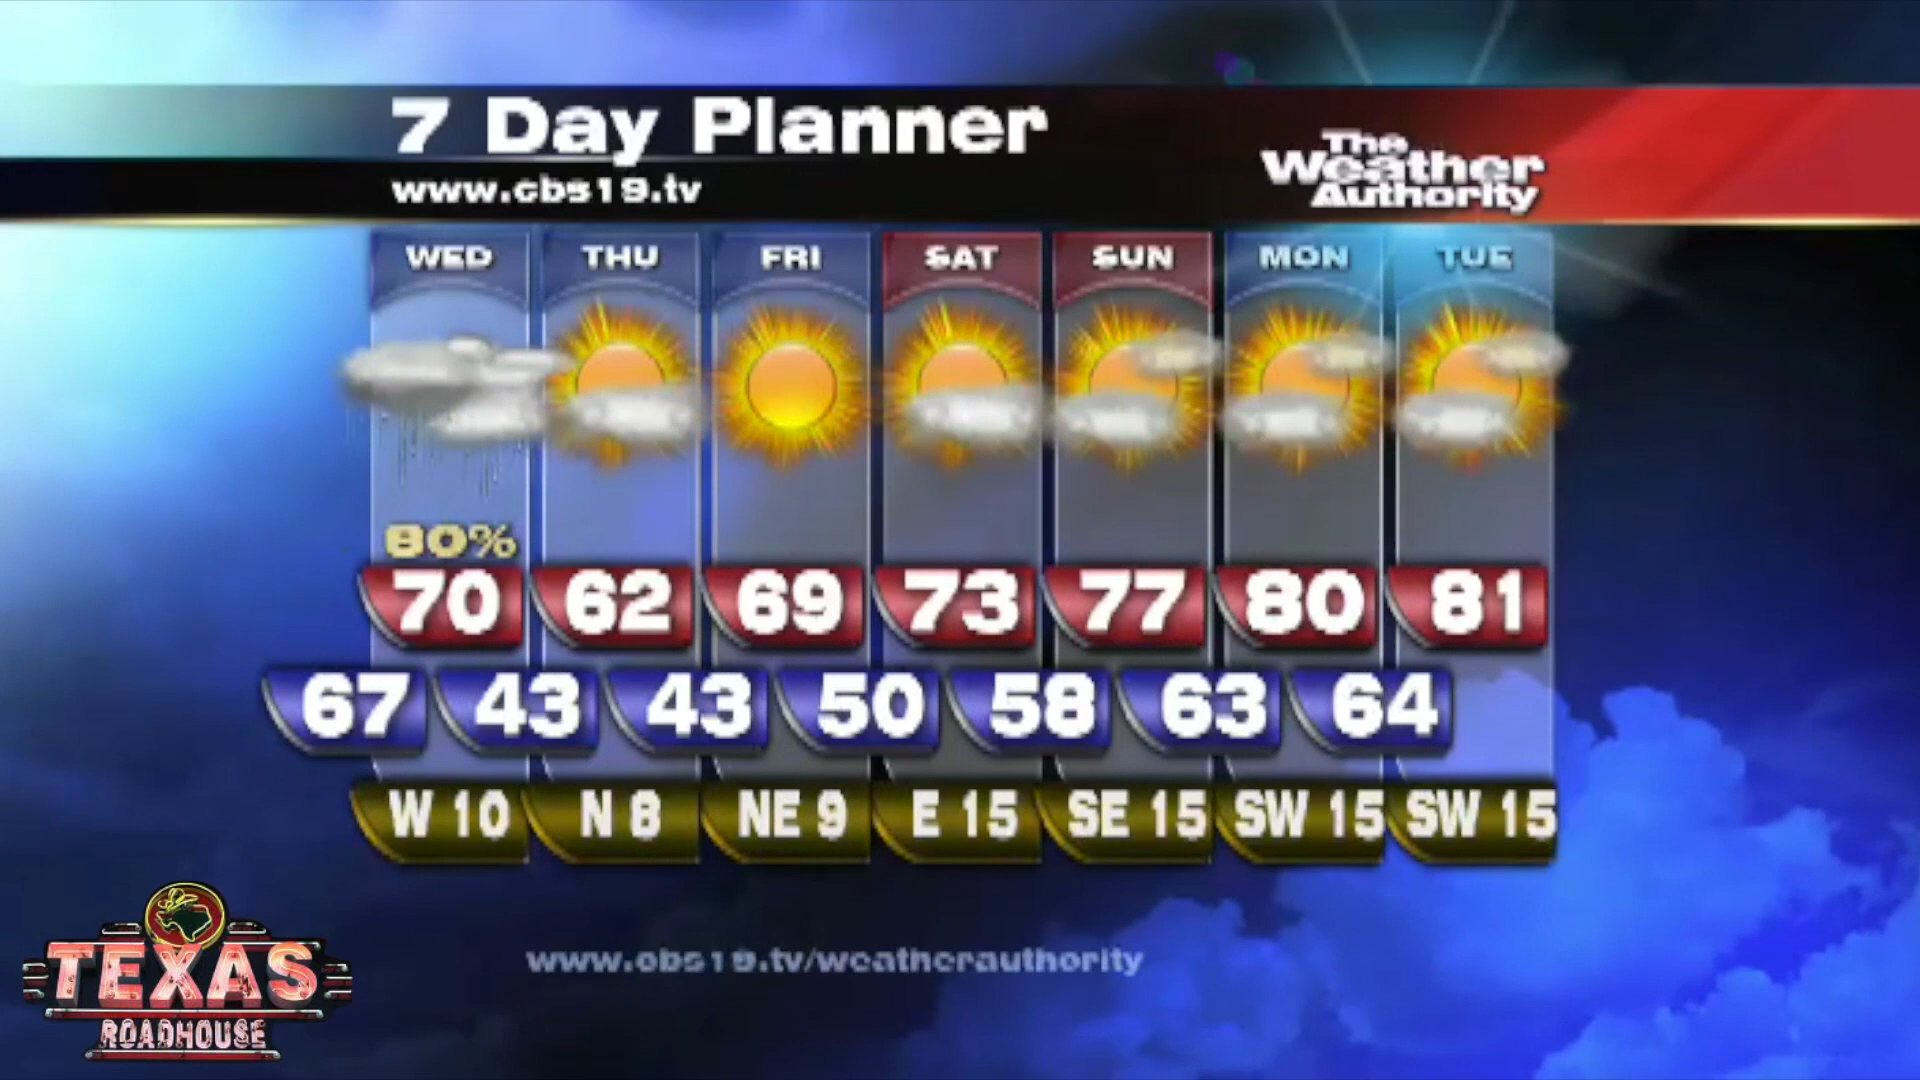 7 Day Planner
www.cbs19.tv
The
Weather
Authority
WED THU FRI SAT SUN MON TUE
80%
70 62 69 73 77 80 81
67 43 43 50 58 63 64
W 10 N 8 NE 9 E 15 SE 15 SW 15 SW 15
www.cbs19.tv/weatherauthority
TEXAS
ROADHOUSE